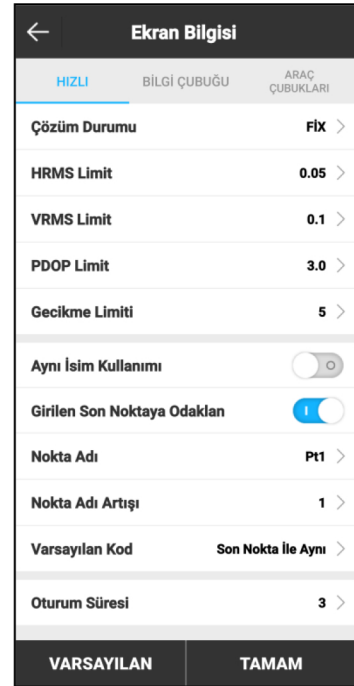 Ekran Bilgisi
HIZLI
BİLGİ ÇUBUĞU
ARAÇ
ÇUBUKLARI
Çözüm Durumu FİX
HRMS Limit 0.05
VRMS Limit 0.1
PDOP Limit 3.0
Gecikme Limiti 5
Aynı İsim Kullanımı
Girilen Son Noktaya Odaklan
Nokta Adı Pt1
Nokta Adı Artışı 1
Varsayılan Kod Son Nokta İle Aynı
Oturum Süresi 3
VARSAYILAN TAMAM